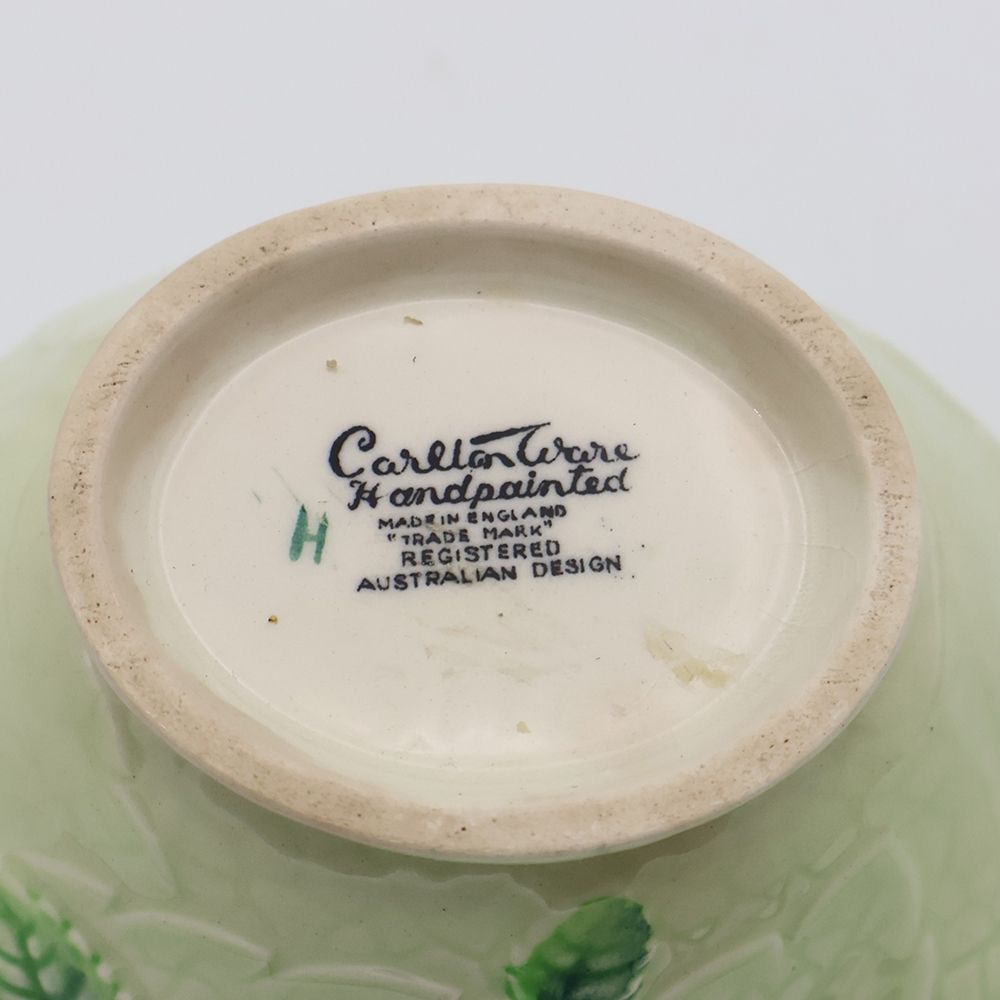 Carlton Ware
Handpainted
MADE IN ENGLAND
"TRADE MARK"
REGISTERED
AUSTRALIAN DESIGN
H